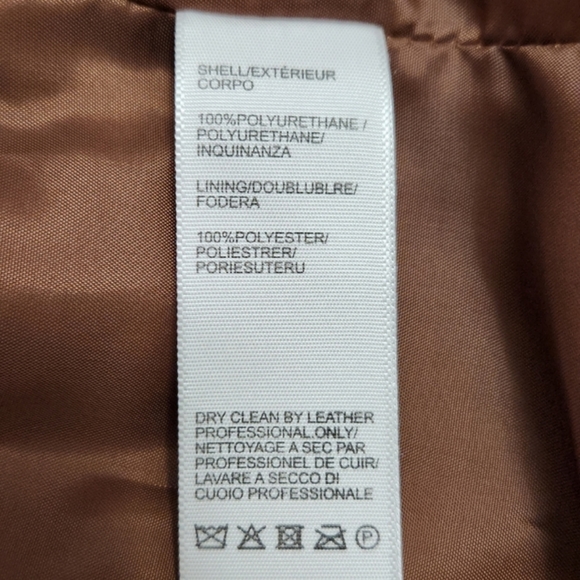 SHELL/EXTÉRIEUR
CORPO
100%POLYURETHANE /
POLYURETHANE/
INQUINANZA
LINING/DOUBLUBLRE/
FODERA
100%POLYESTER/
POLIESTRER/
PORIESUTERU
DRY CLEAN BY LEATHER
PROFESSIONAL.ONLY/
NETTOYAGE A SEC PAR
PROFESSIONEL DE CUIR/
LAVARE A SECCO DI
CUOIO PROFESSIONALE
P